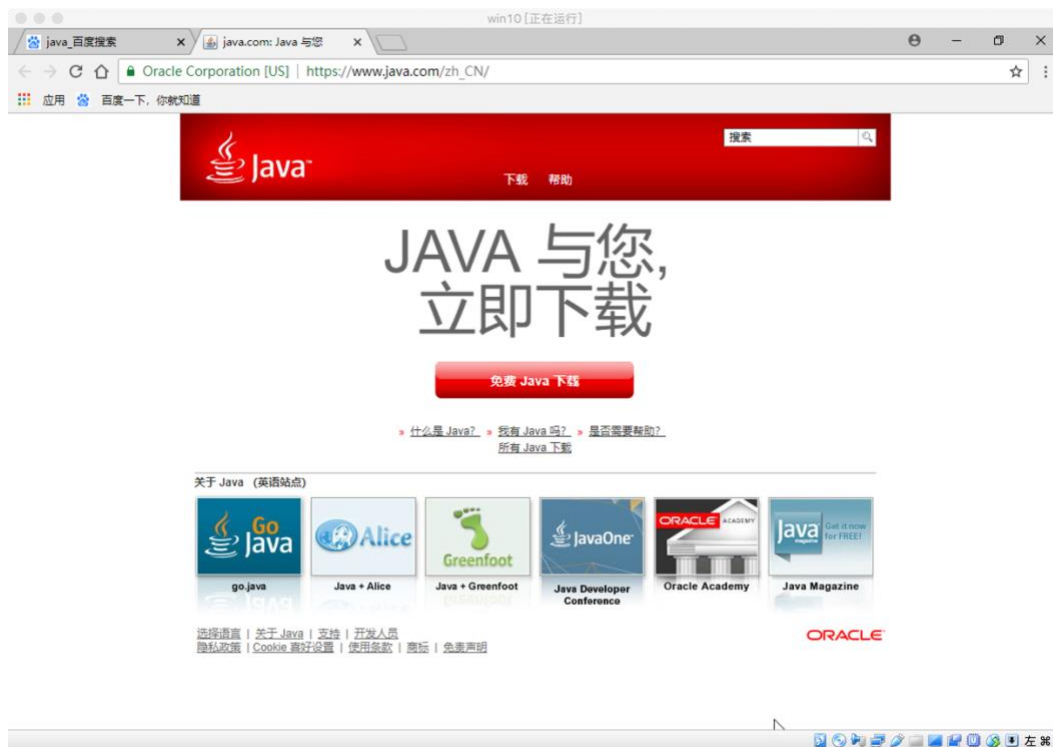 win10 [正在运行]
java_百度搜索
java.com: Java 与您
Oracle Corporation [US] | https://www.java.com/zh_CN/
应用 百度一下，你就知道
Java™
搜索
下载 帮助
JAVA 与您,
立即下载
免费 Java 下载
» 什么是 Java? » 我有 Java 吗? » 是否需要帮助?
所有 Java 下载
关于 Java (英语站点)
Go Java
Alice
Greenfoot
JavaOne
ORACLE ACADEMY
Java magazine Get it now for FREE!
go.java
Java + Alice
Java + Greenfoot
Java Developer Conference
Oracle Academy
Java Magazine
选择语言 | 关于 Java | 支持 | 开发人员
隐私政策 | Cookie 喜好设置 | 使用条款 | 商标 | 免责声明
ORACLE
左 ⌘